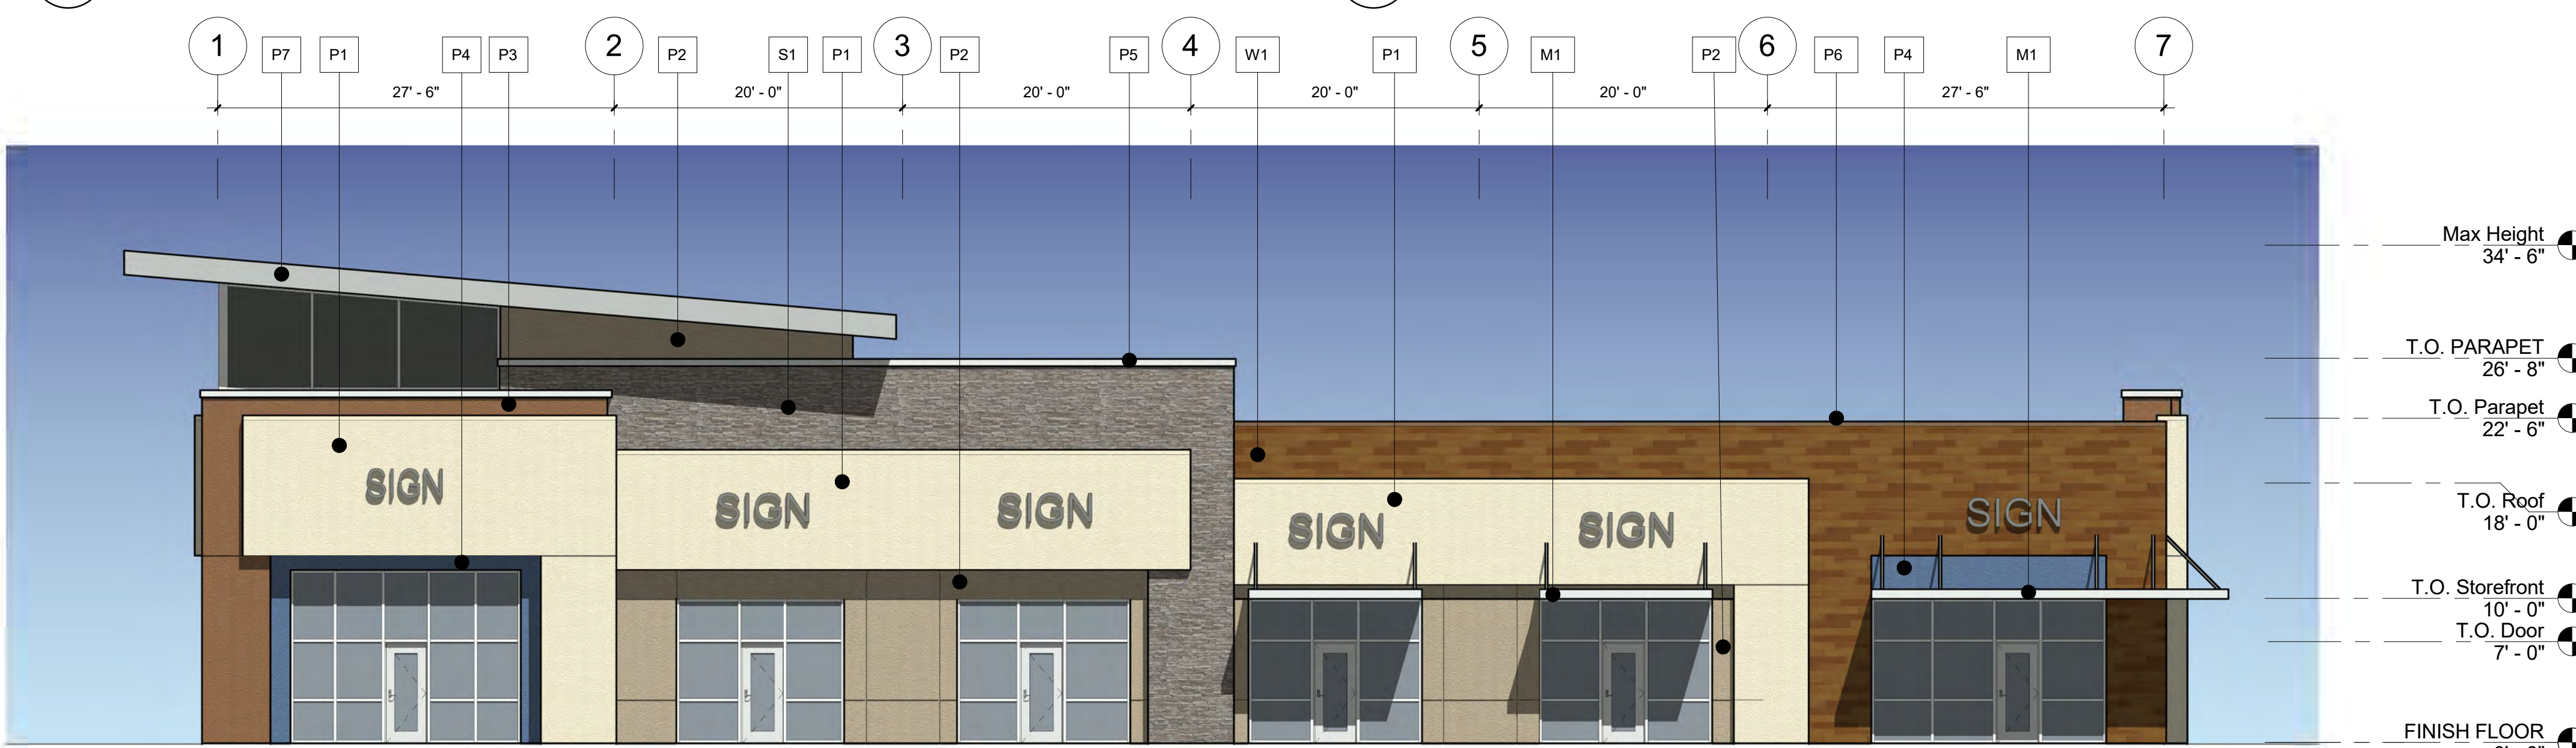 1 P7 P1 P4 P3 2 P2 S1 P1 3 P2 P5 4 W1 P1 5 M1 P2 6 P6 P4 M1 7
27' - 6" 20' - 0" 20' - 0" 20' - 0" 20' - 0" 27' - 6"
Max Height
34' - 6"
T.O. PARAPET
26' - 8"
T.O. Parapet
22' - 6"
SIGN SIGN SIGN SIGN SIGN SIGN
T.O. Roof
18' - 0"
T.O. Storefront
10' - 0"
T.O. Door
7' - 0"
FINISH FLOOR